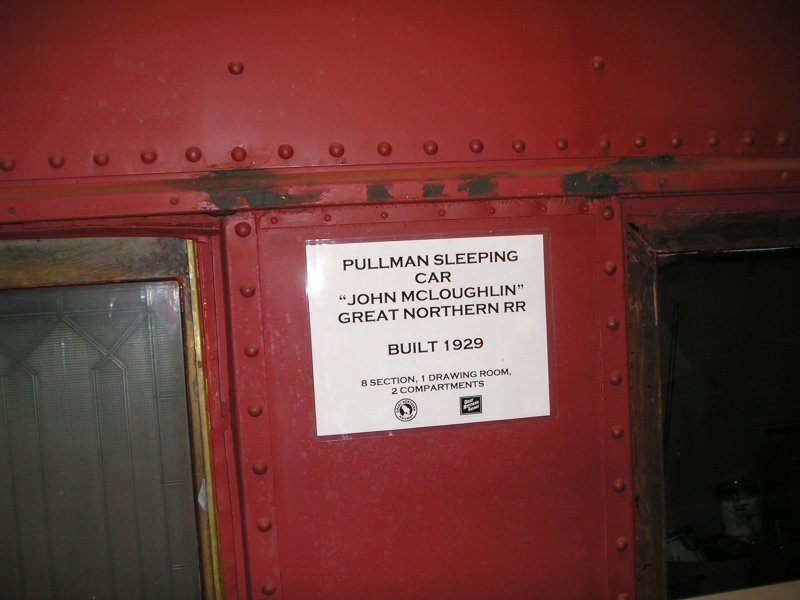 PULLMAN SLEEPING
CAR
“JOHN MCLOUGHLIN”
GREAT NORTHERN RR
BUILT 1929
8 SECTION, 1 DRAWING ROOM,
2 COMPARTMENTS